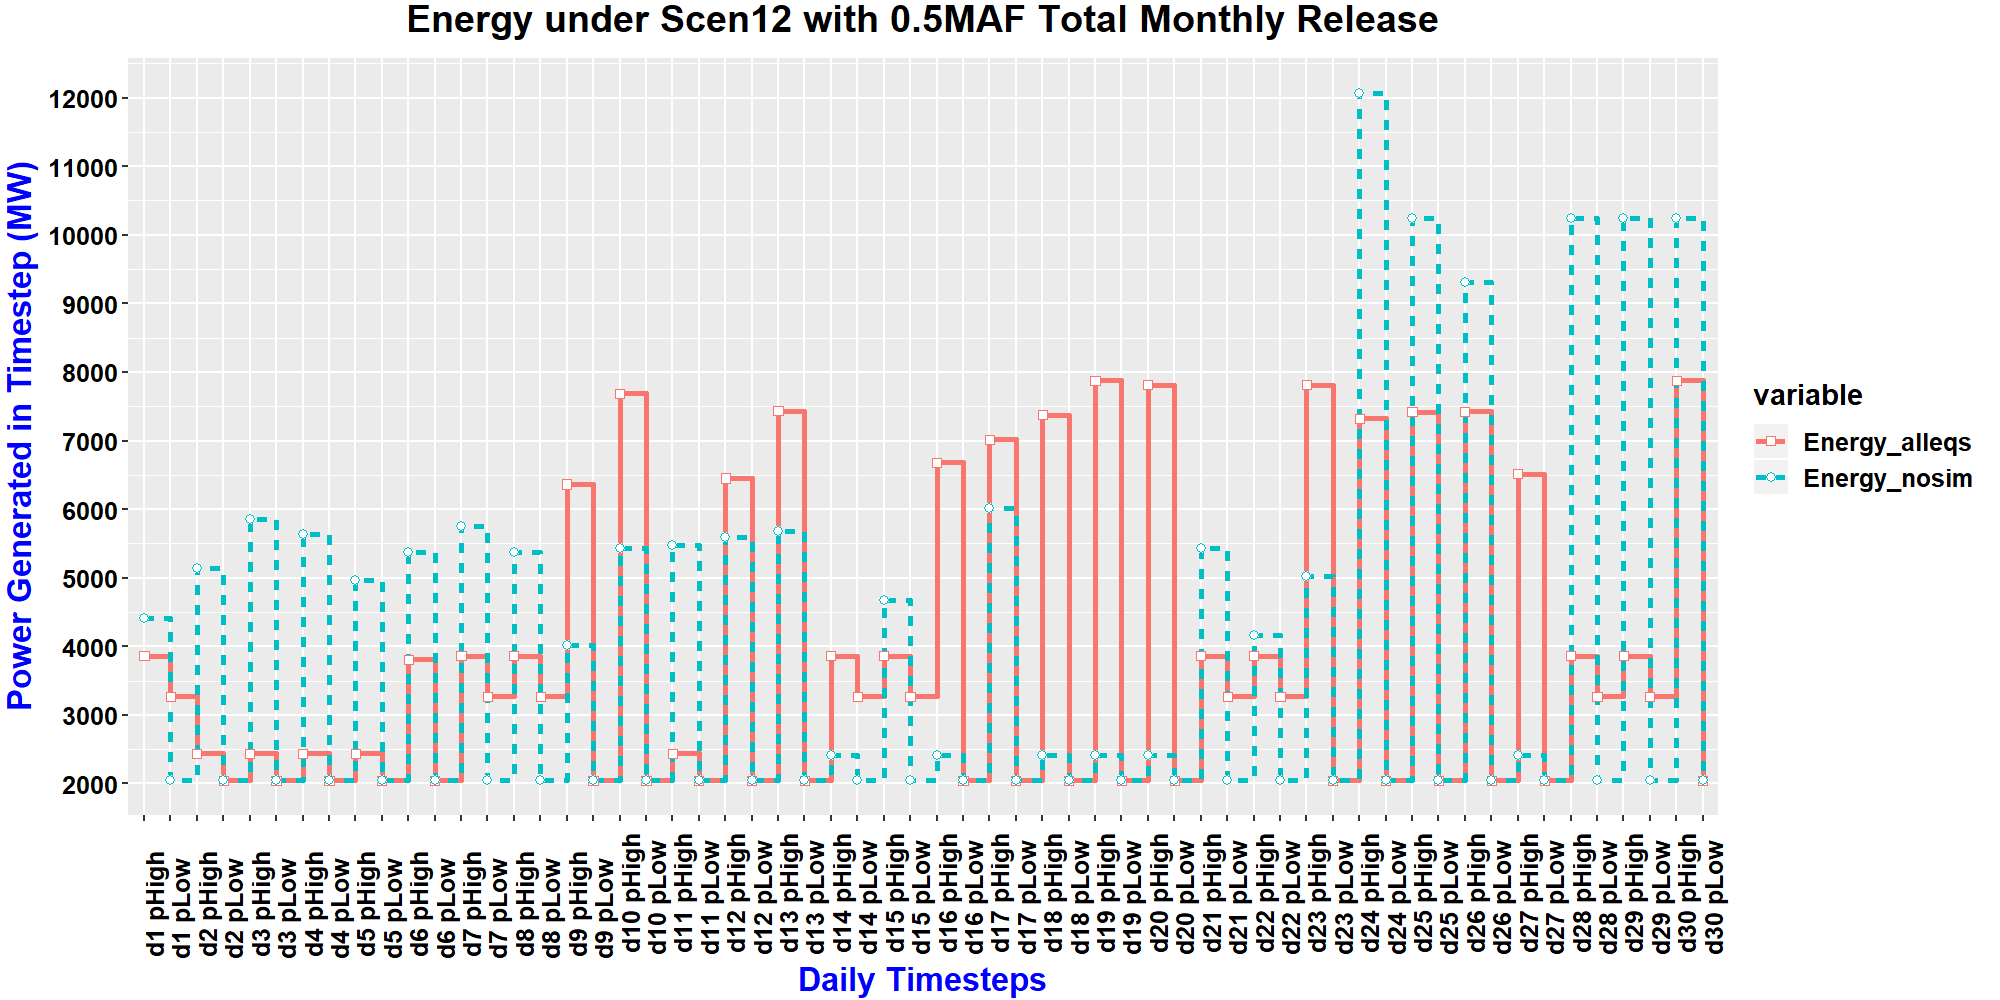 Energy under Scen12 with 0.5MAF Total Monthly Release
Power Generated in Timestep (MW)
12000
11000
10000
9000
8000
7000
6000
5000
4000
3000
2000
d1 pHigh
d1 pLow
d2 pHigh
d2 pLow
d3 pHigh
d3 pLow
d4 pHigh
d4 pLow
d5 pHigh
d5 pLow
d6 pHigh
d6 pLow
d7 pHigh
d7 pLow
d8 pHigh
d8 pLow
d9 pHigh
d9 pLow
d10 pHigh
d10 pLow
d11 pHigh
d11 pLow
d12 pHigh
d12 pLow
d13 pHigh
d13 pLow
d14 pHigh
d14 pLow
d15 pHigh
d15 pLow
d16 pHigh
d16 pLow
d17 pHigh
d17 pLow
d18 pHigh
d18 pLow
d19 pHigh
d19 pLow
d20 pHigh
d20 pLow
d21 pHigh
d21 pLow
d22 pHigh
d22 pLow
d23 pHigh
d23 pLow
d24 pHigh
d24 pLow
d25 pHigh
d25 pLow
d26 pHigh
d26 pLow
d27 pHigh
d27 pLow
d28 pHigh
d28 pLow
d29 pHigh
d29 pLow
d30 pHigh
d30 pLow
Daily Timesteps
variable
Energy_alleqs
Energy_nosim